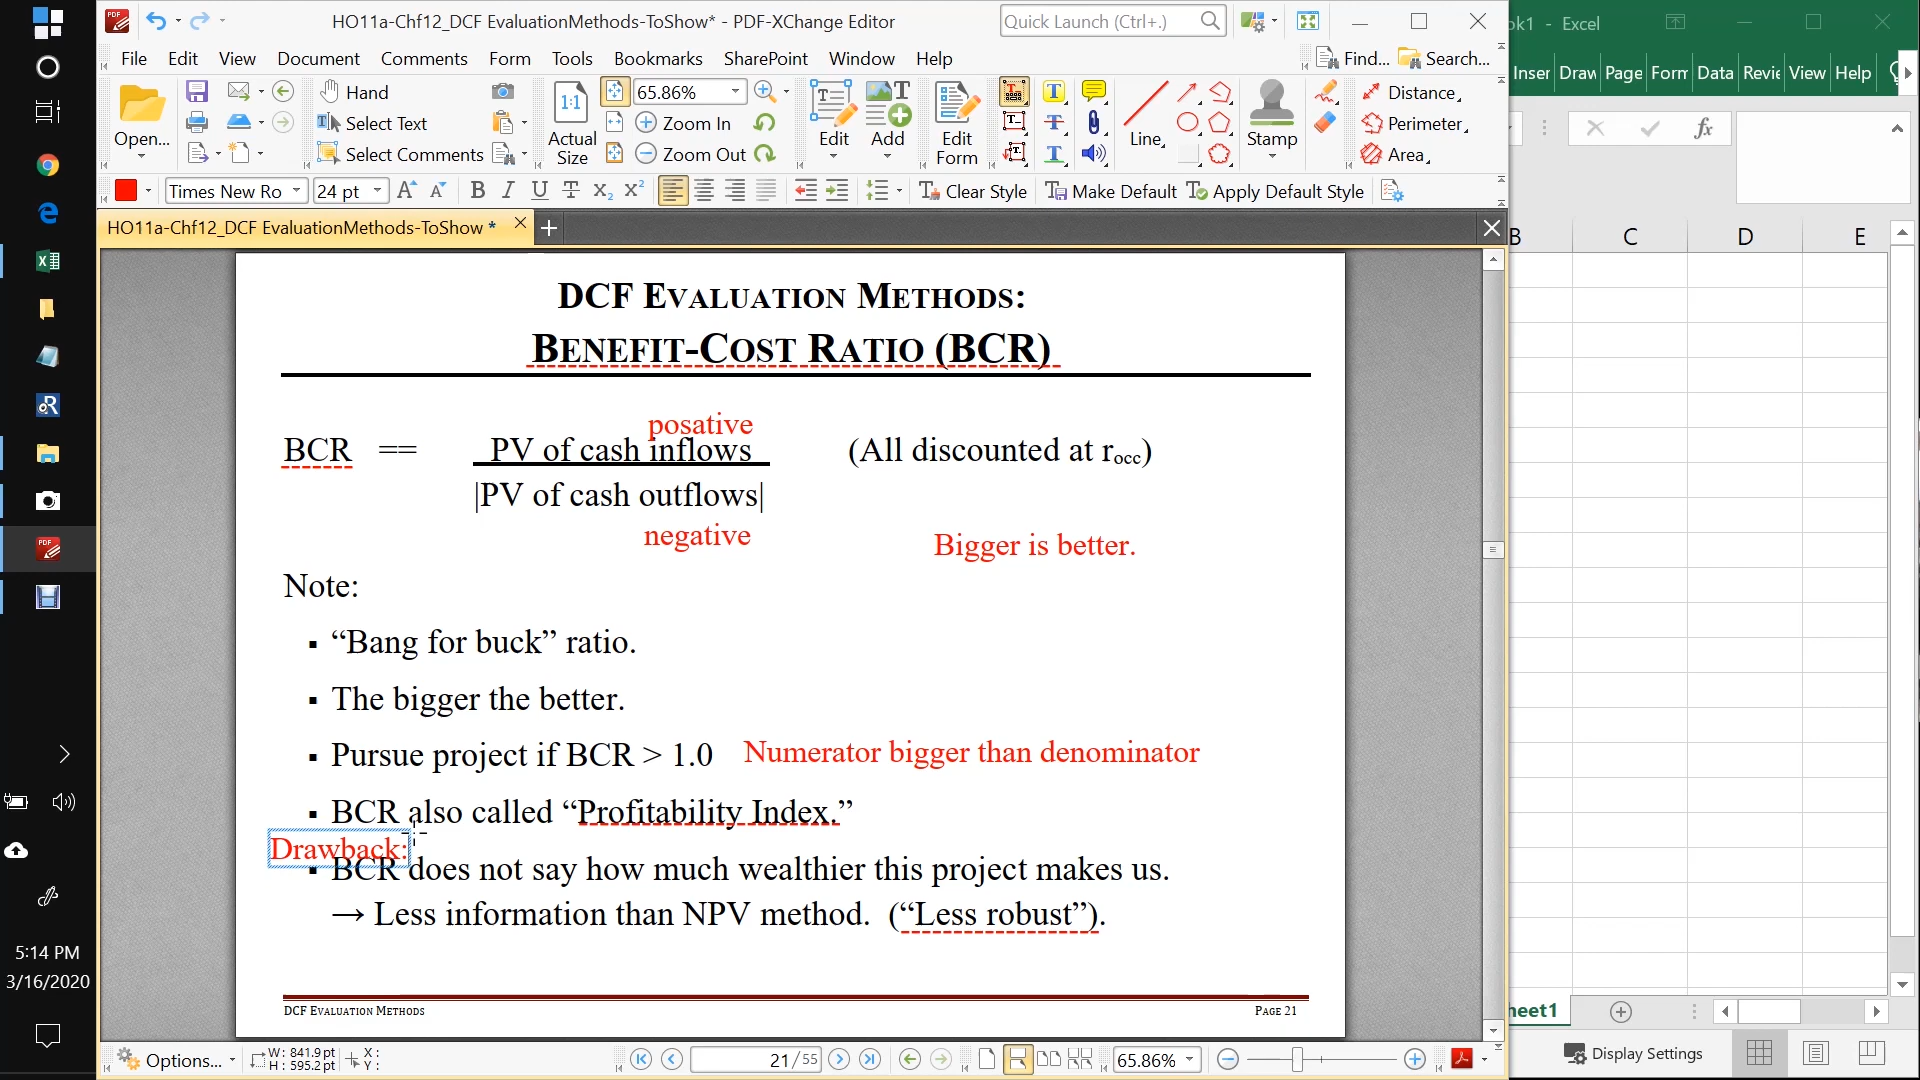 HO11a-Chf12_DCF EvaluationMethods-ToShow* - PDF-XChange Editor
Quick Launch (Ctrl+.)
File Edit View Document Comments Form Tools Bookmarks SharePoint Window Help Find... Search...
Open...
Hand
Select Text
Select Comments
1:1
Actual Size
65.86%
Zoom In
Zoom Out
Edit
Add
Edit Form
Line
Stamp
Distance
Perimeter
Area
Times New Ro 24 pt Clear Style Make Default Apply Default Style
HO11a-Chf12_DCF EvaluationMethods-ToShow *
DCF EVALUATION METHODS:
BENEFIT-COST RATIO (BCR)
posative
BCR == PV of cash inflows (All discounted at rocc)
|PV of cash outflows|
negative
Bigger is better.
Note:
▪ “Bang for buck” ratio.
▪ The bigger the better.
▪ Pursue project if BCR > 1.0 Numerator bigger than denominator
▪ BCR also called “Profitability Index.”
Drawback:
▪ BCR does not say how much wealthier this project makes us.
→ Less information than NPV method. (“Less robust”).
DCF EVALUATION METHODS PAGE 21
Options... W: 841.9 pt H: 595.2 pt X: Y: 21 / 55 65.86%
5:14 PM
3/16/2020
ok1 - Excel
Inser Draw Page Form Data Revie View Help
fx
B C D E
heet1
Display Settings